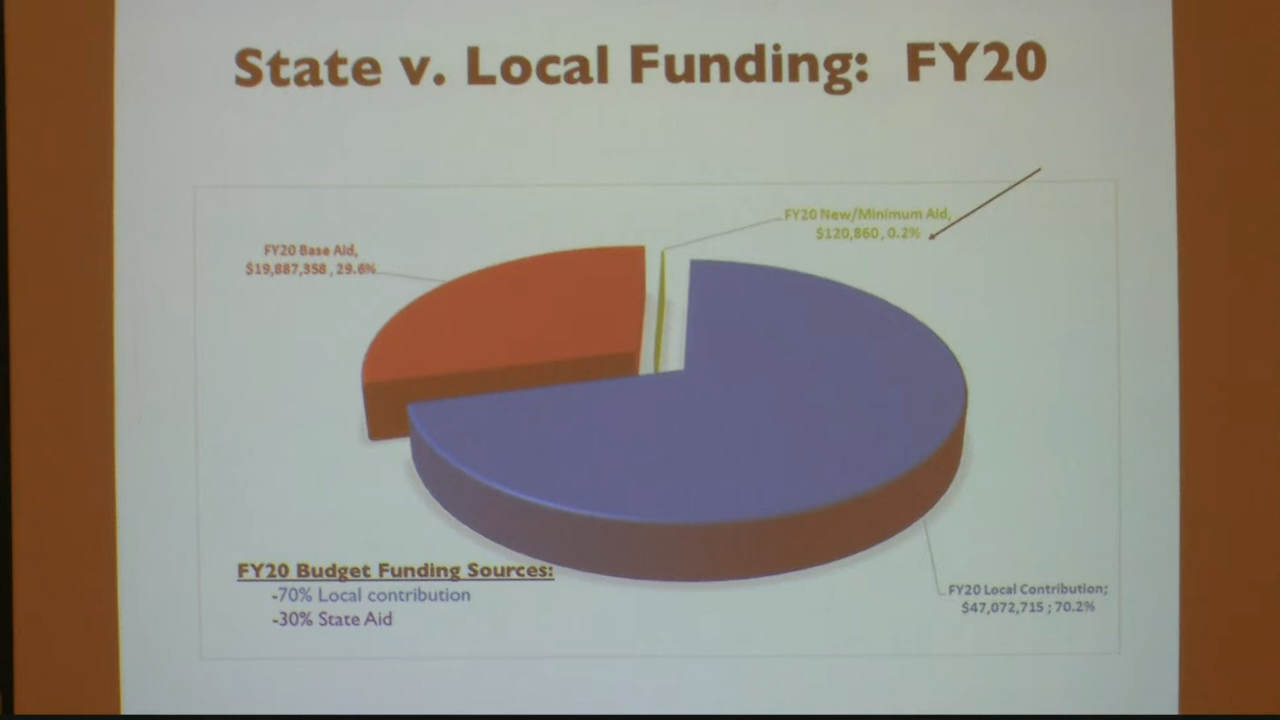 State v. Local Funding: FY20
FY20 New/Minimum Aid,
$120,860, 0.2%
FY20 Base Aid,
$19,887,358, 29.6%
FY20 Budget Funding Sources:
-70% Local contribution
-30% State Aid
FY20 Local Contribution;
$47,072,715; 70.2%